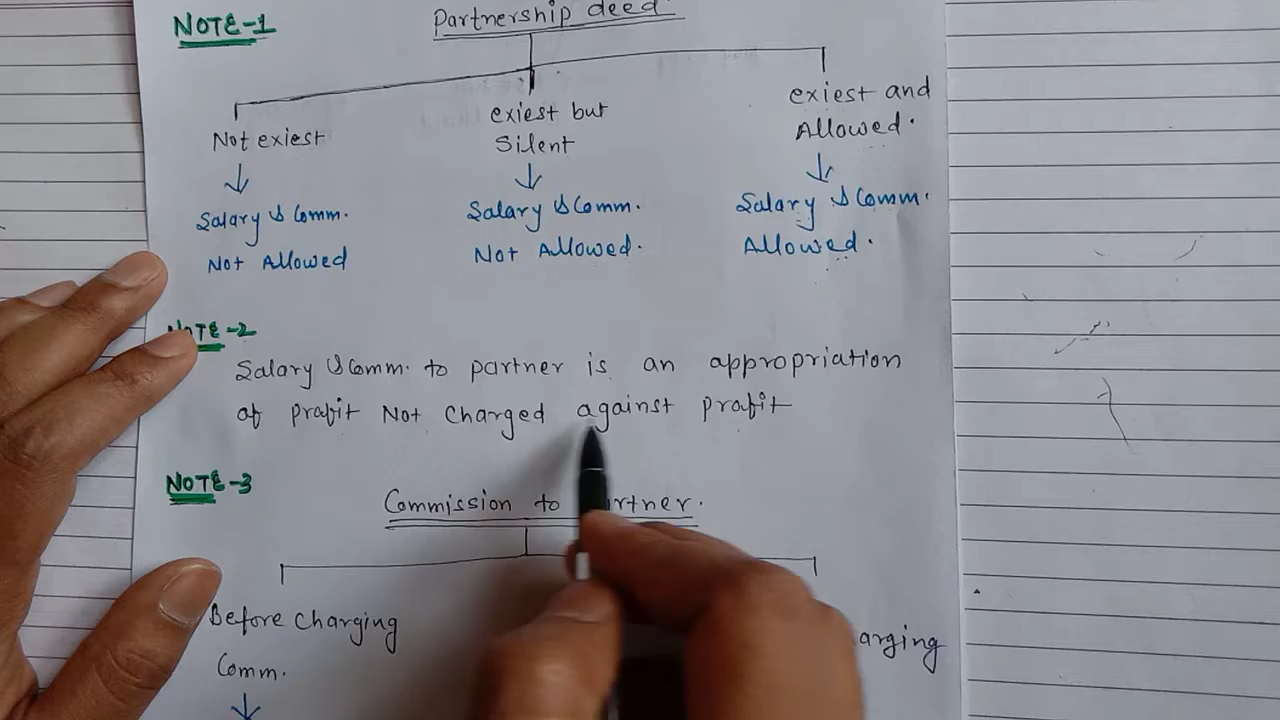 NOTE-1
Partnership deed
Not exiest
exiest but
Silent
exiest and
Allowed.
Salary & Comm.
Not Allowed
Salary & Comm.
Not Allowed.
Salary & Comm.
Allowed.
NOTE-2
Salary & Comm. to partner is an appropriation
of profit Not Charged against profit
NOTE-3
Commission to
Before Charging
Comm.